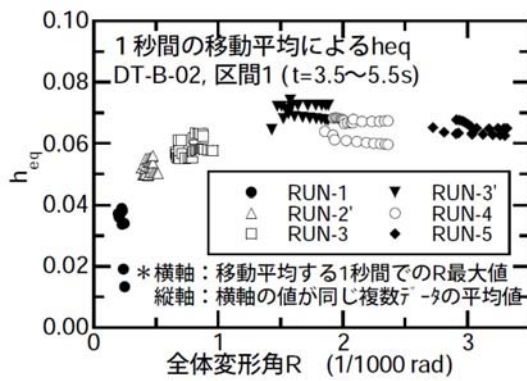 1秒間の移動平均によるheq
DT-B-02, 区間1 (t=3.5～5.5s)
0.10
0.08
0.06
0.04
0.02
0.00
heq
RUN-1
RUN-2'
RUN-3
RUN-3'
RUN-4
RUN-5
＊横軸：移動平均する1秒間でのR最大値
縦軸：横軸の値が同じ複数ﾃﾞｰﾀの平均値
0 1 2 3
全体変形角R (1/1000 rad)